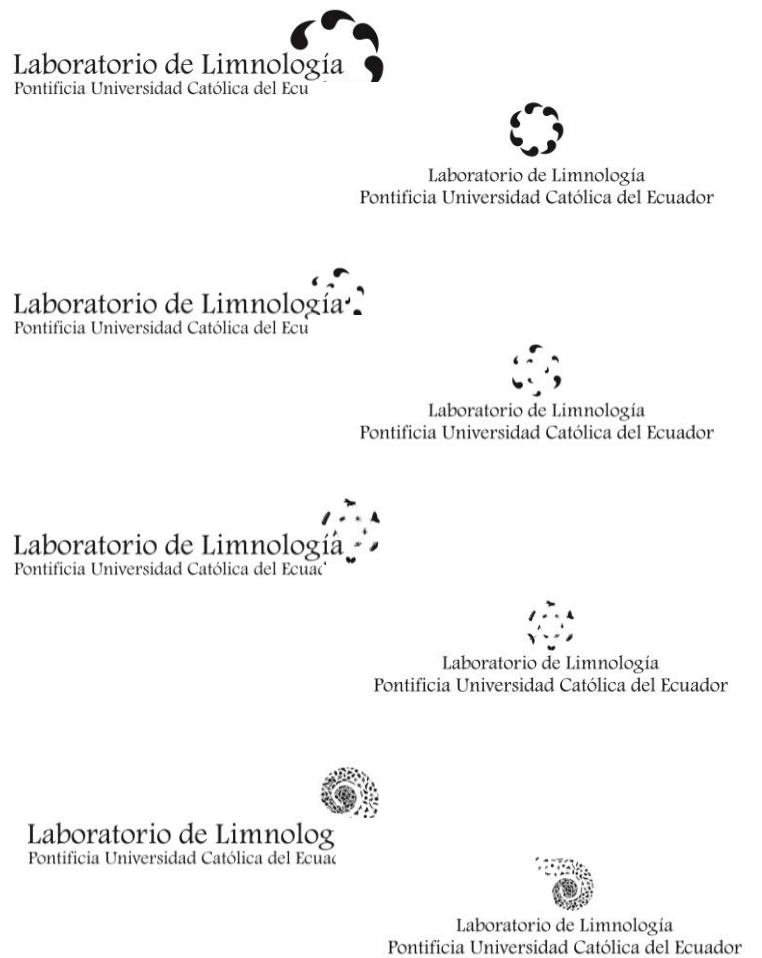 Laboratorio de Limnología
Pontificia Universidad Católica del Ecu
Laboratorio de Limnología
Pontificia Universidad Católica del Ecuador
Laboratorio de Limnología
Pontificia Universidad Católica del Ecu
Laboratorio de Limnología
Pontificia Universidad Católica del Ecuador
Laboratorio de Limnología
Pontificia Universidad Católica del Ecuad
Laboratorio de Limnología
Pontificia Universidad Católica del Ecuador
Laboratorio de Limnolog
Pontificia Universidad Católica del Ecuad
Laboratorio de Limnología
Pontificia Universidad Católica del Ecuador